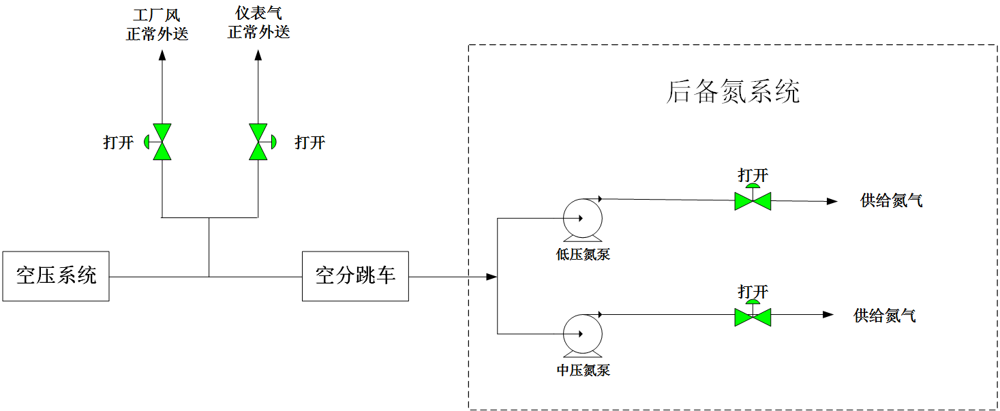 工厂风
正常外送
仪表气
正常外送
后备氮系统
打开
打开
打开
供给氮气
低压氮泵
空压系统
空分跳车
打开
供给氮气
中压氮泵